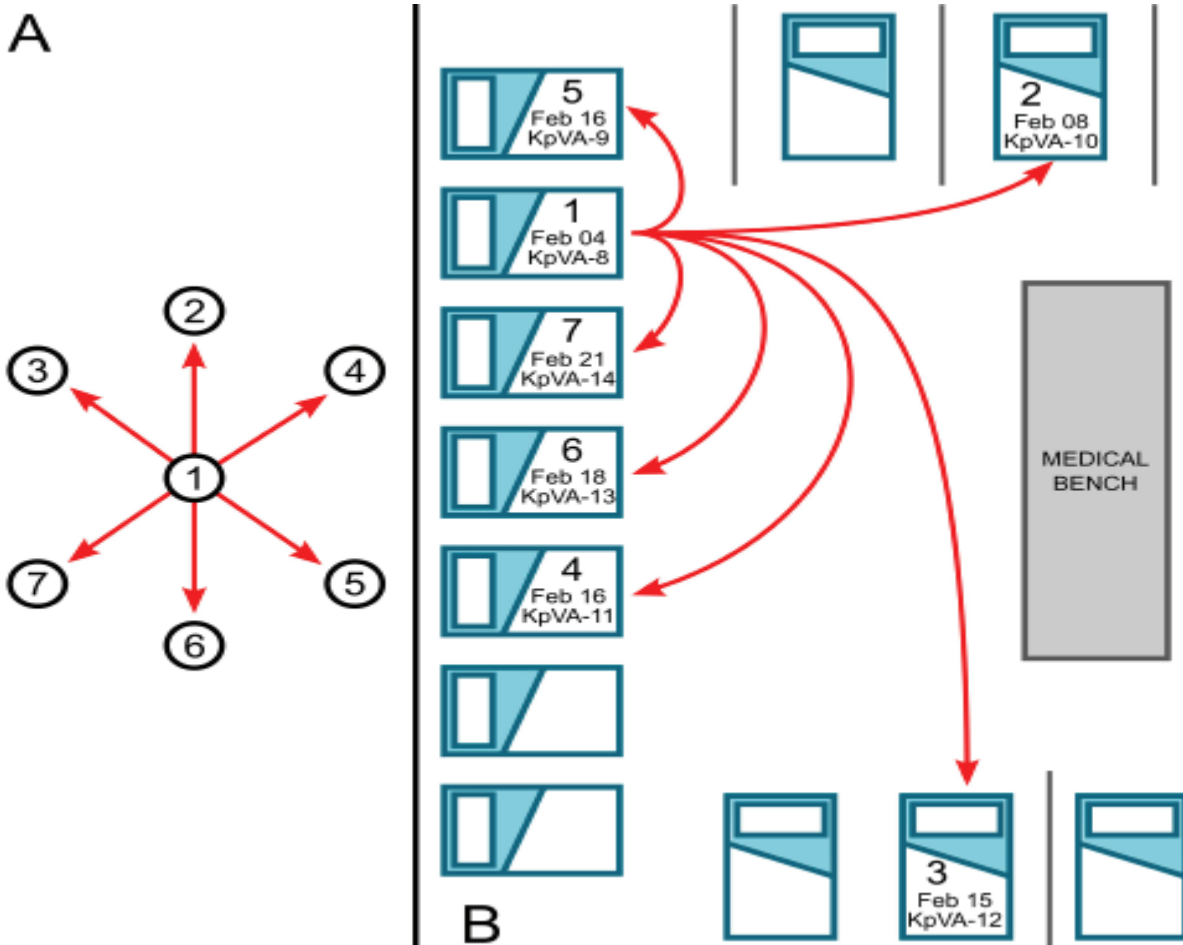 A
2
3
4
1
7
5
6
5
Feb 16
KpVA-9
1
Feb 04
KpVA-8
7
Feb 21
KpVA-14
6
Feb 18
KpVA-13
4
Feb 16
KpVA-11
2
Feb 08
KpVA-10
MEDICAL
BENCH
3
Feb 15
KpVA-12
B